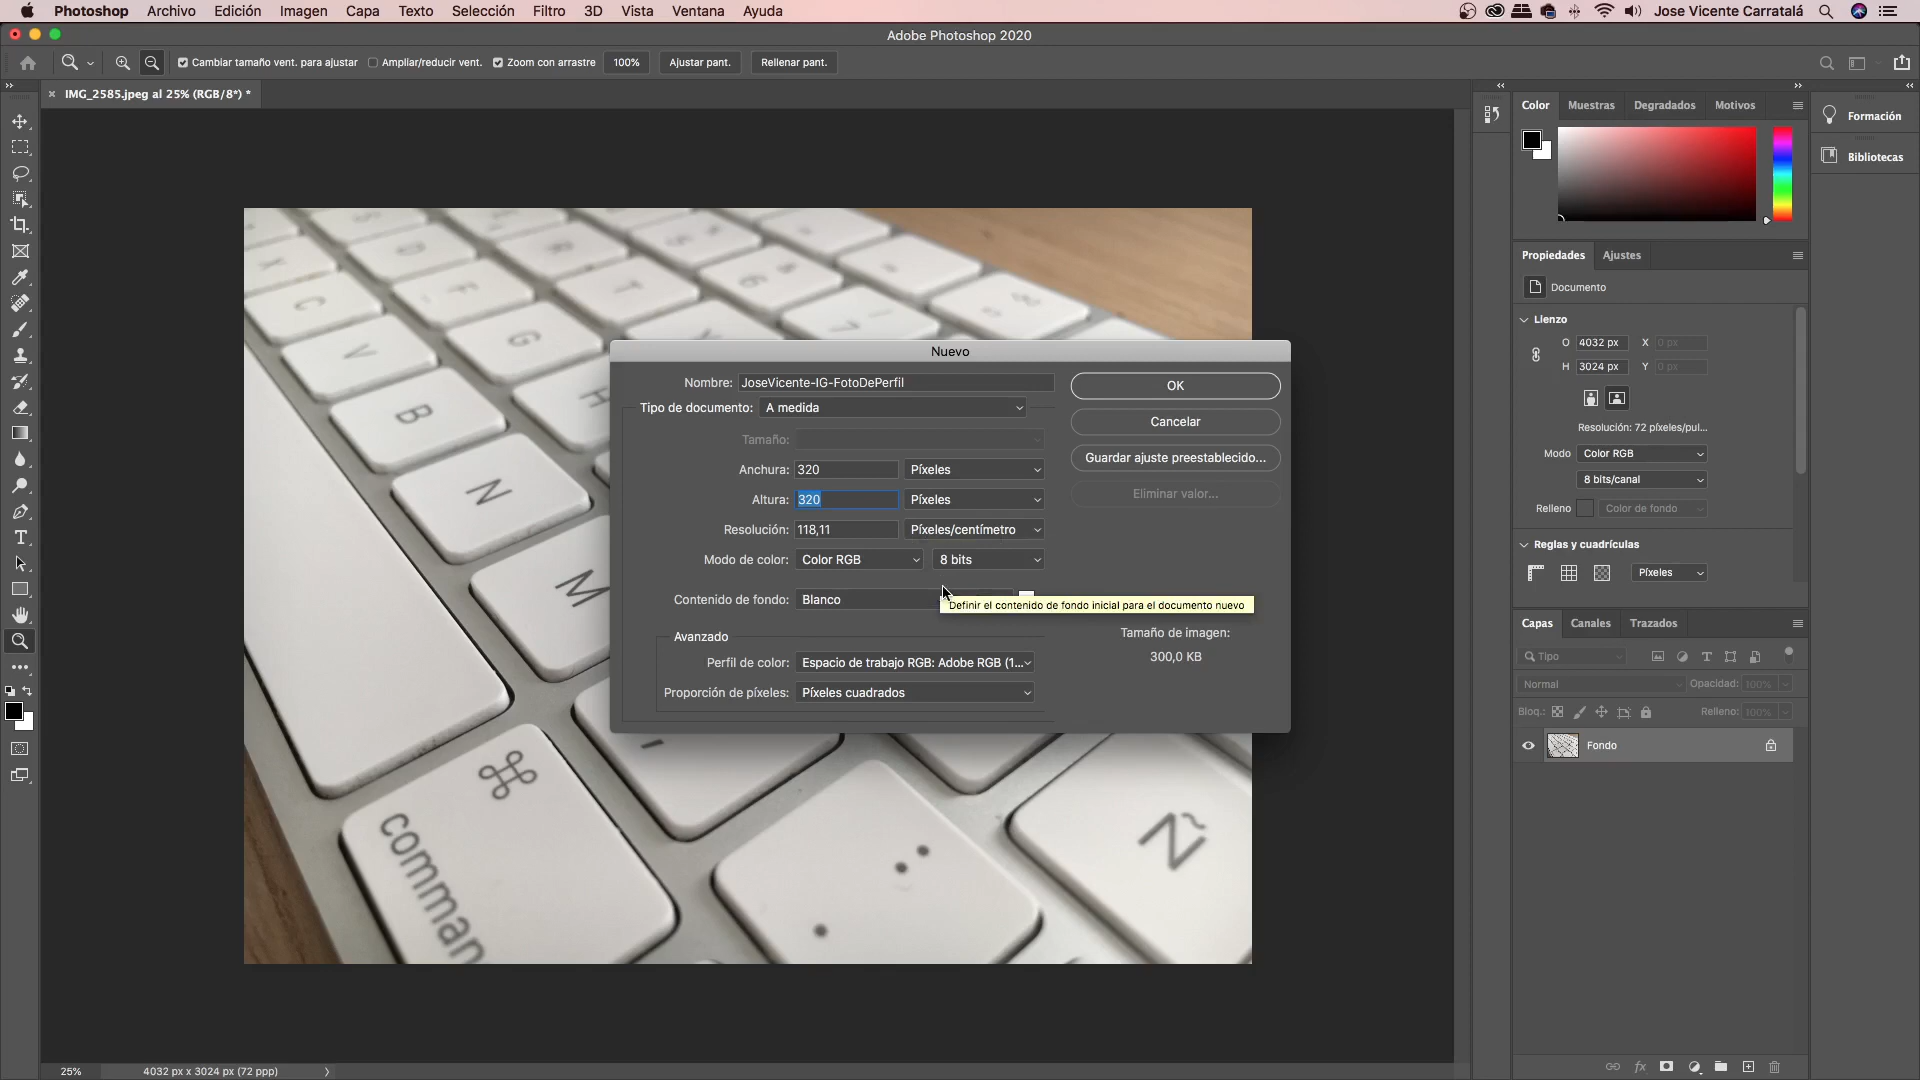 Photoshop Archivo Edición Imagen Capa Texto Selección Filtro 3D Vista Ventana Ayuda Jose Vicente Carratalá
Adobe Photoshop 2020
Cambiar tamaño vent. para ajustar Ampliar/reducir vent. Zoom con arrastre 100% Ajustar pant. Rellenar pant.
IMG_2585.jpeg al 25% (RGB/8*) *
Color Muestras Degradados Motivos
Formación
Bibliotecas
Propiedades Ajustes
Documento
Lienzo
O 4032 px X 0 px
H 3024 px Y 0 px
Resolución: 72 píxeles/pul...
Modo Color RGB
8 bits/canal
Relleno Color de fondo
Reglas y cuadrículas
Píxeles
Capas Canales Trazados
Tipo
Normal Opacidad: 100%
Bloq.: Relleno: 100%
Fondo
Nuevo
Nombre: JoseVicente-IG-FotoDePerfil
OK
Tipo de documento: A medida
Cancelar
Tamaño:
Guardar ajuste preestablecido...
Anchura: 320 Píxeles
Eliminar valor...
Altura: 320 Píxeles
Resolución: 118,11 Píxeles/centímetro
Modo de color: Color RGB 8 bits
Contenido de fondo: Blanco
Definir el contenido de fondo inicial para el documento nuevo
Tamaño de imagen:
300,0 KB
Avanzado
Perfil de color: Espacio de trabajo RGB: Adobe RGB (1...
Proporción de píxeles: Píxeles cuadrados
X
C
V
F
G
B
T
H
N
M
6
7
⌘
command
Ñ
25% 4032 px x 3024 px (72 ppp)